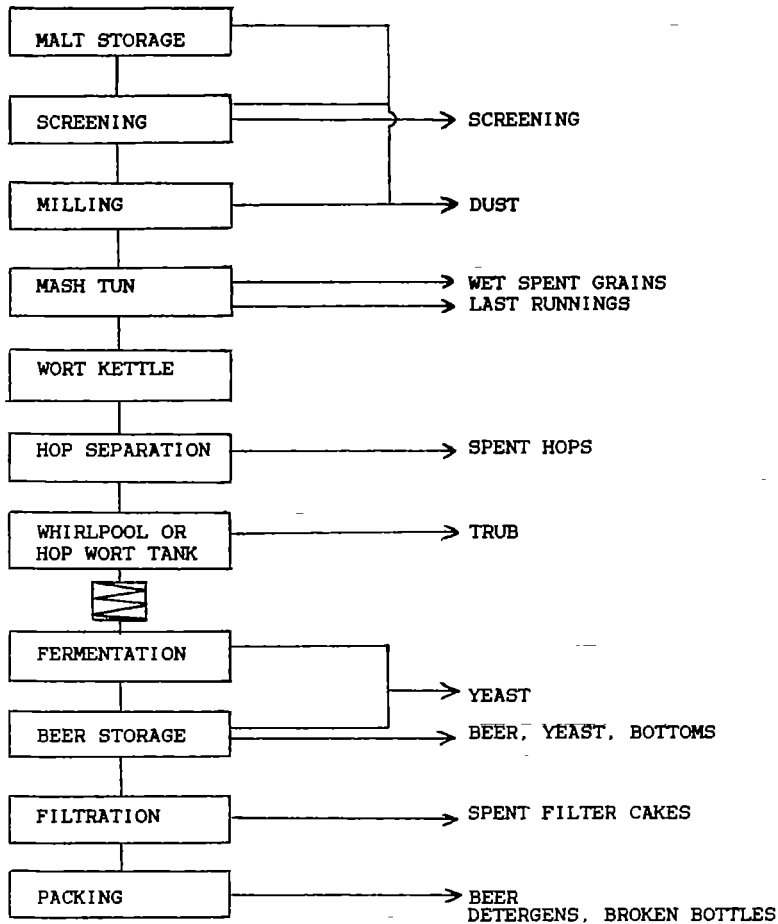 MALT STORAGE
SCREENING
SCREENING
MILLING
DUST
MASH TUN
WET SPENT GRAINS
LAST RUNNINGS
WORT KETTLE
HOP SEPARATION
SPENT HOPS
WHIRLPOOL OR
HOP WORT TANK
TRUB
FERMENTATION
YEAST
BEER STORAGE
BEER, YEAST, BOTTOMS
FILTRATION
SPENT FILTER CAKES
PACKING
BEER
DETERGENS, BROKEN BOTTLES